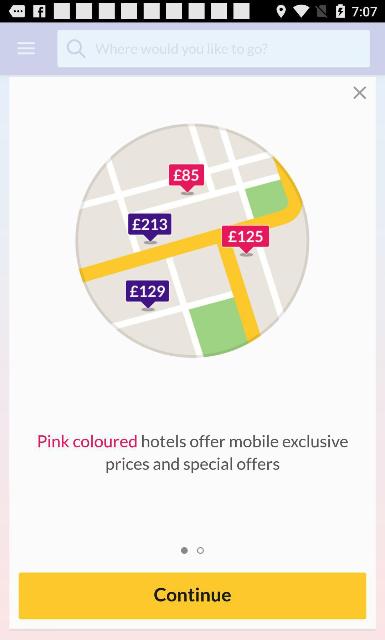 7:07
Where would you like to go?
£85
£213
£125
£129
Pink coloured hotels offer mobile exclusive
prices and special offers
Continue